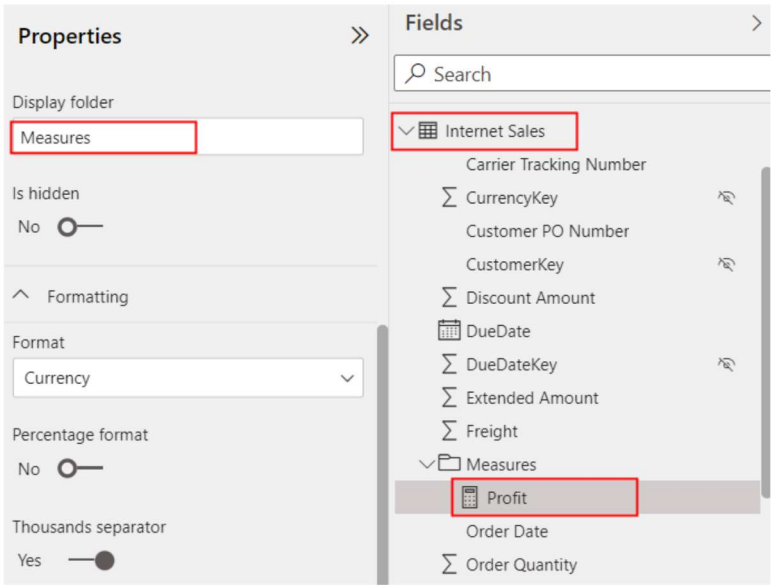 Properties
Display folder
Measures
Is hidden
No
Formatting
Format
Currency
Percentage format
No
Thousands separator
Yes
Fields
Search
Internet Sales
Carrier Tracking Number
CurrencyKey
Customer PO Number
CustomerKey
Discount Amount
DueDate
DueDateKey
Extended Amount
Freight
Measures
Profit
Order Date
Order Quantity